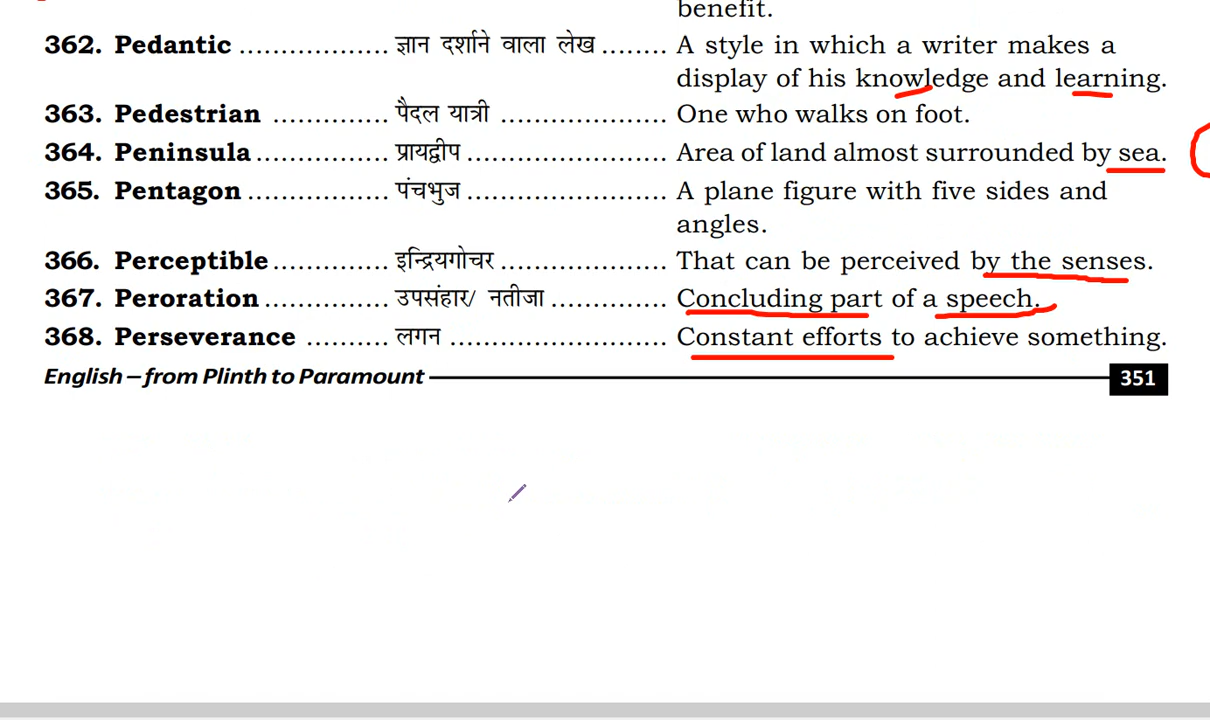 benefit.
362. Pedantic .................. ज्ञान दर्शाने वाला लेख ........ A style in which a writer makes a
display of his knowledge and learning.
363. Pedestrian .............. पैदल यात्री .................... One who walks on foot.
364. Peninsula................ प्रायद्वीप ........................ Area of land almost surrounded by sea.
365. Pentagon ................. पंचभुज ........................ A plane figure with five sides and
angles.
366. Perceptible.............. इन्द्रियगोचर .................... That can be perceived by the senses.
367. Peroration ............... उपसंहार/ नतीजा .............. Concluding part of a speech.
368. Perseverance .......... लगन .......................... Constant efforts to achieve something.
English – from Plinth to Paramount 351